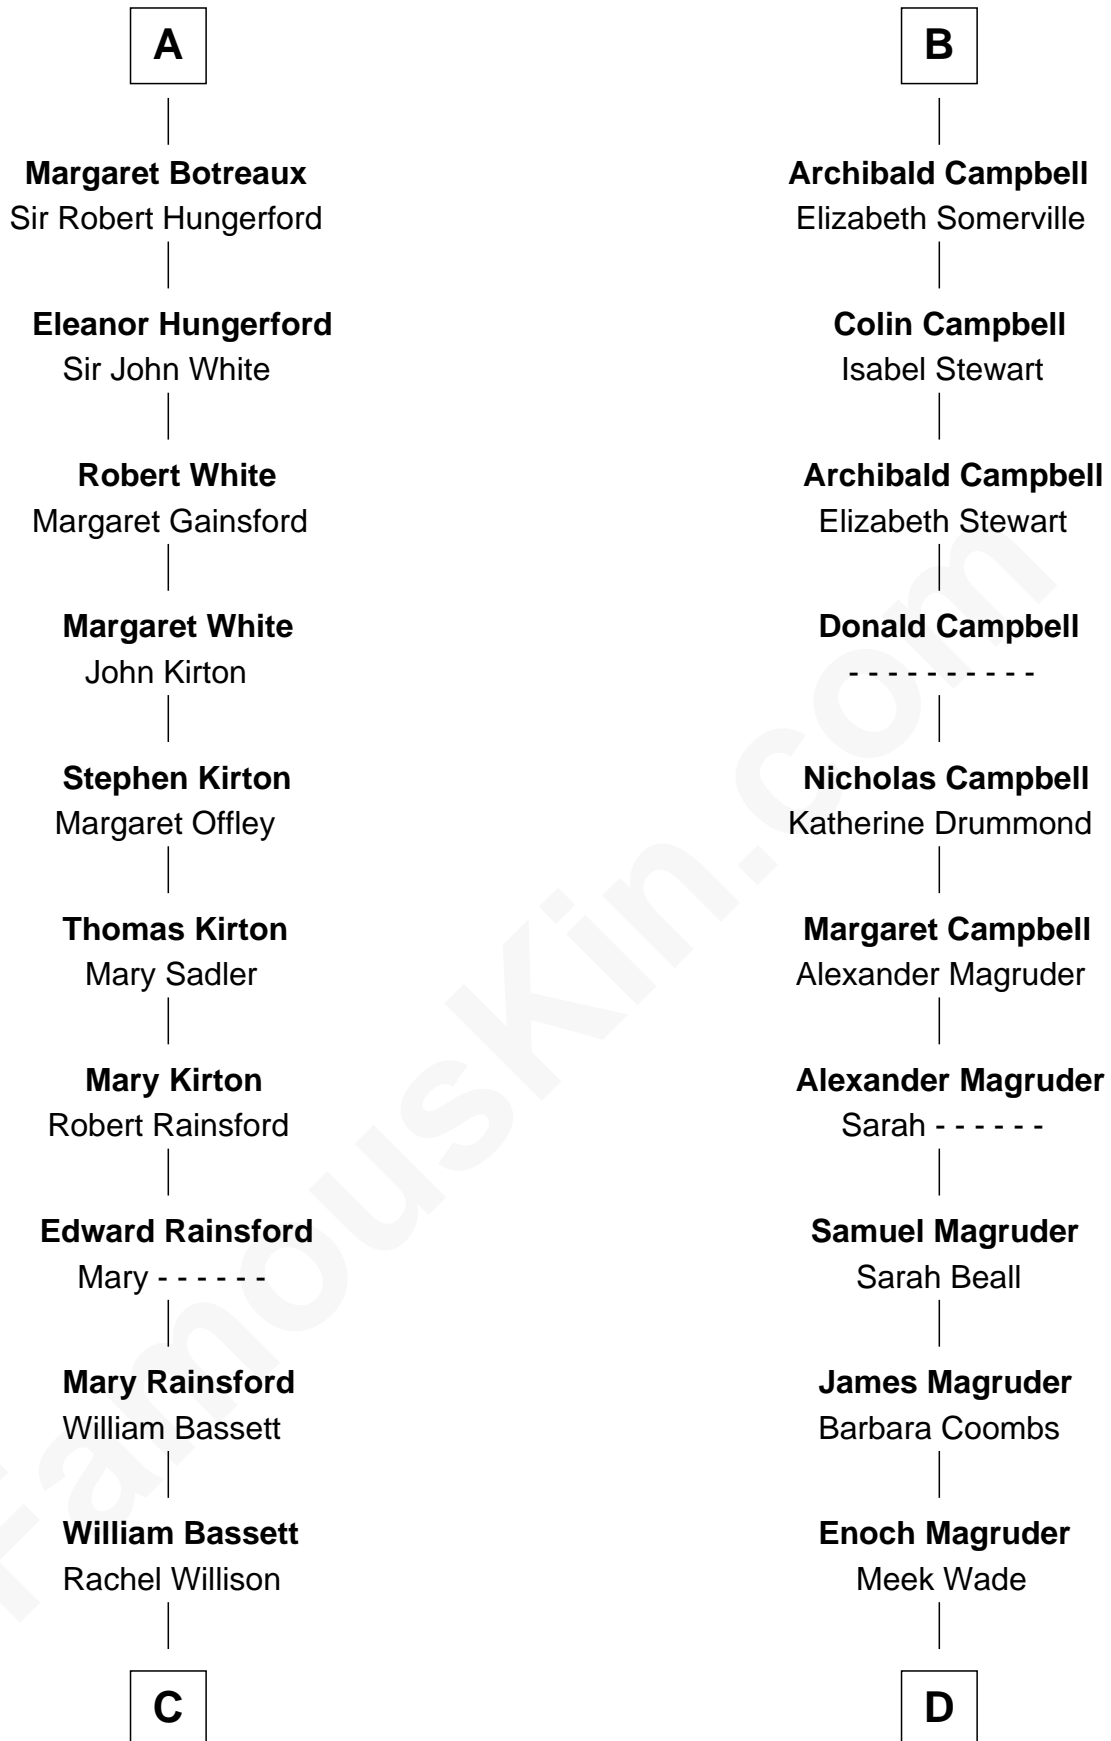 A
Margaret Botreaux
Sir Robert Hungerford
Eleanor Hungerford
Sir John White
Robert White
Margaret Gainsford
Margaret White
John Kirton
Stephen Kirton
Margaret Offley
Thomas Kirton
Mary Sadler
Mary Kirton
Robert Rainsford
Edward Rainsford
Mary - - - - - -
Mary Rainsford
William Bassett
William Bassett
Rachel Willison
C
B
Archibald Campbell
Elizabeth Somerville
Colin Campbell
Isabel Stewart
Archibald Campbell
Elizabeth Stewart
Donald Campbell
- - - - - - - - - -
Nicholas Campbell
Katherine Drummond
Margaret Campbell
Alexander Magruder
Alexander Magruder
Sarah - - - - - -
Samuel Magruder
Sarah Beall
James Magruder
Barbara Coombs
Enoch Magruder
Meek Wade
D
FamousKin.com